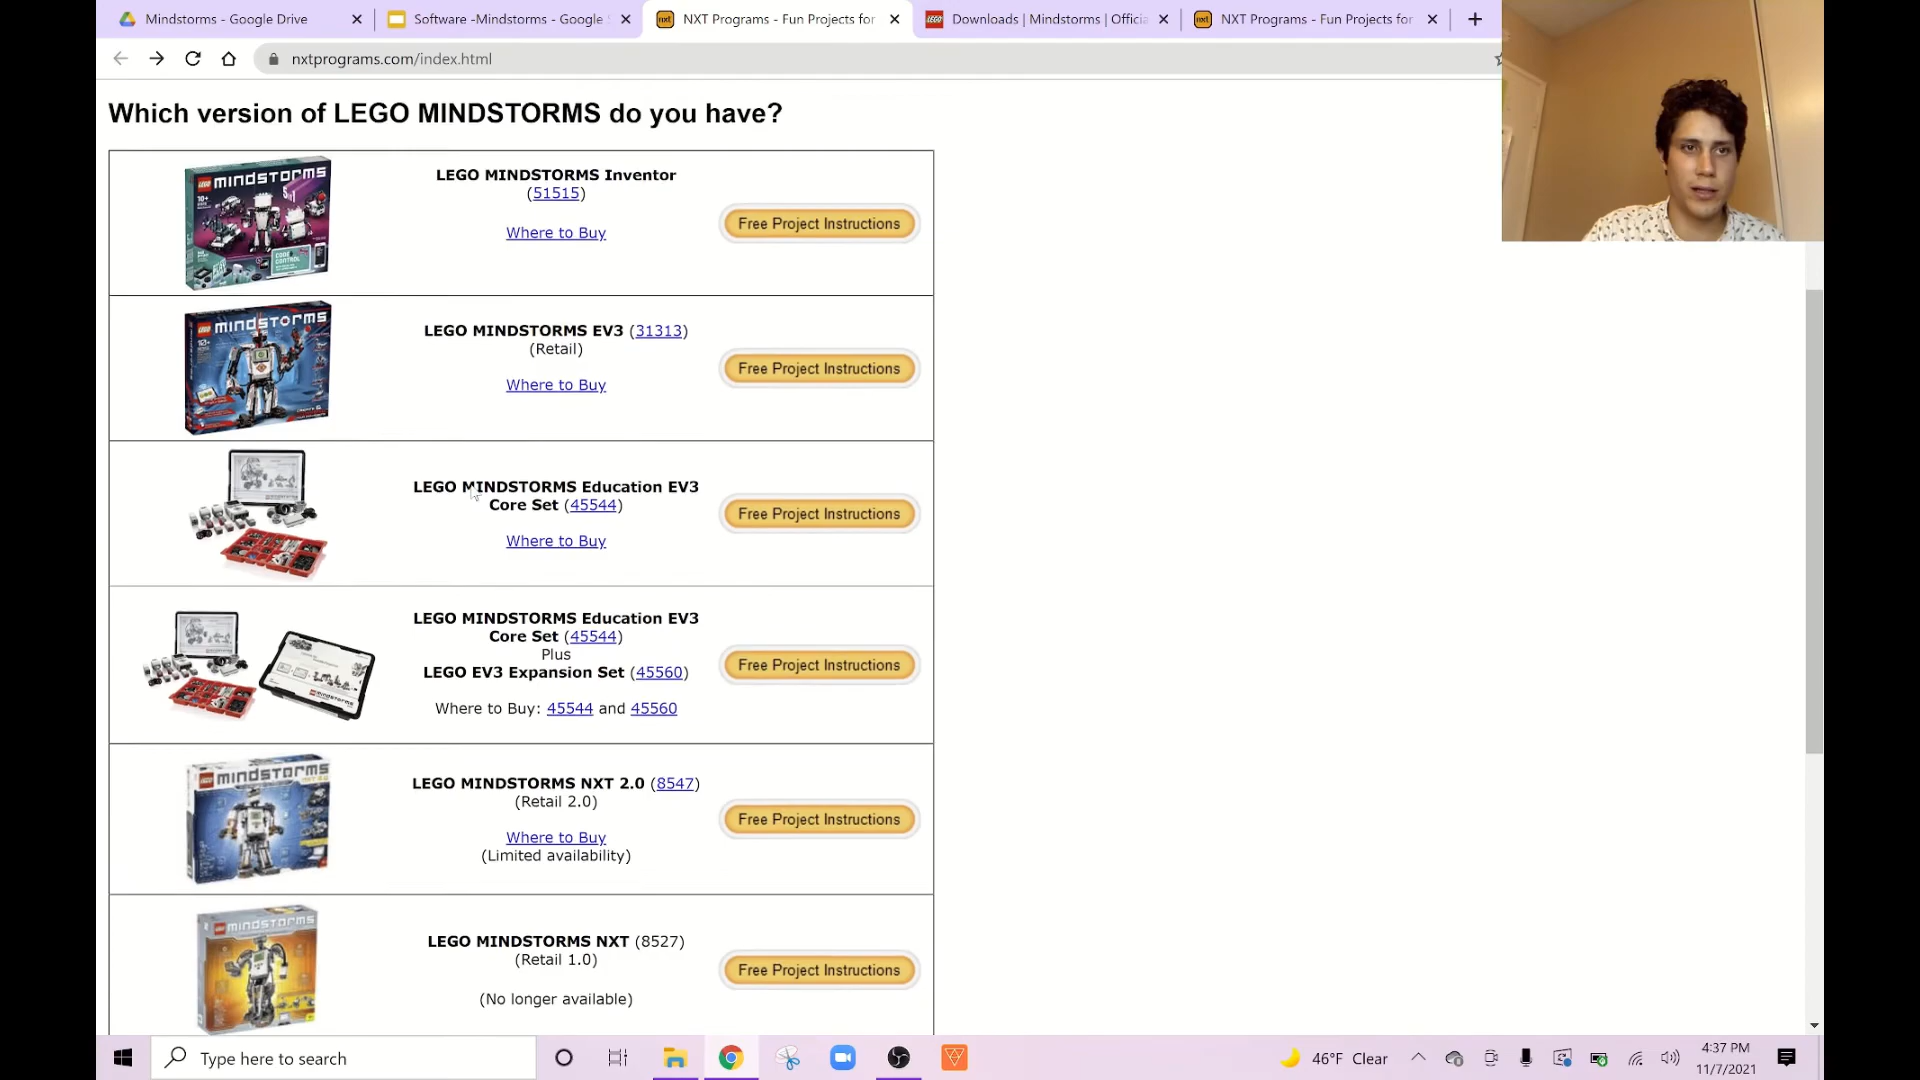 Mindstorms - Google Drive
Software -Mindstorms - Google
NXT Programs - Fun Projects for
Downloads | Mindstorms | Offici
NXT Programs - Fun Projects for
nxtprograms.com/index.html
Which version of LEGO MINDSTORMS do you have?
LEGO MINDSTORMS Inventor
(51515)
Where to Buy
Free Project Instructions
LEGO MINDSTORMS EV3 (31313)
(Retail)
Where to Buy
Free Project Instructions
LEGO MINDSTORMS Education EV3
Core Set (45544)
Where to Buy
Free Project Instructions
LEGO MINDSTORMS Education EV3
Core Set (45544)
Plus
LEGO EV3 Expansion Set (45560)
Where to Buy: 45544 and 45560
Free Project Instructions
LEGO MINDSTORMS NXT 2.0 (8547)
(Retail 2.0)
Where to Buy
(Limited availability)
Free Project Instructions
LEGO MINDSTORMS NXT (8527)
(Retail 1.0)
(No longer available)
Free Project Instructions
Type here to search
46°F Clear
4:37 PM
11/7/2021